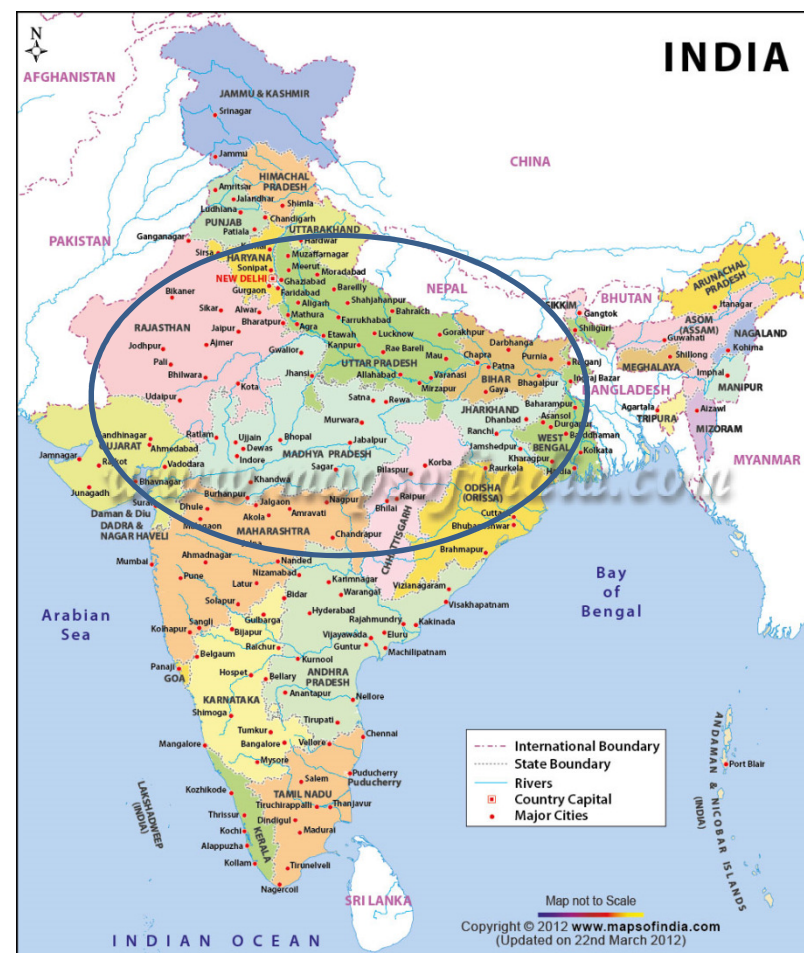 N
INDIA
AFGHANISTAN
JAMMU & KASHMIR
Srinagar
Jammu
CHINA
HIMACHAL
PRADESH
Amritsar
Jalandhar
Shimla
Ludhiana
PUNJAB
Chandigarh
Patiala
UTTARAKHAND
PAKISTAN
Ganganagar
Hardwar
Sirsa
HARYANA
Muzaffarnagar
Sonipat
Meerut
Moradabad
NEW DELHI
Ghaziabad
Bareilly
Gurgaon
Faridabad
Bikaner
Aligarh
Shahjahanpur
NEPAL
Sikar
Alwar
Mathura
Bahraich
SIKKIM
BHUTAN
ARUNACHAL
PRADESH
Itanagar
Gangtok
RAJASTHAN
Bharatpur
Farrukhabad
Jaipur
Agra
Etawah
Lucknow
Gorakhpur
Shiliguri
ASOM
(ASSAM)
Guwahati
NAGALAND
Kohima
Jodhpur
Ajmer
Gwalior
Kanpur
Rae Bareli
Darbhanga
Pali
UTTAR PRADESH
Mau
Chapra
Purnia
Raiganj
Shillong
MEGHALAYA
Imphal
Bhilwara
Kota
Jhansi
Allahabad
Varanasi
Patna
BIHAR
Bhagalpur
Ingraj Bazar
MANIPUR
Udaipur
Mirzapur
Gaya
BANGLADESH
Satna
Rewa
JHARKHAND
Baharampur
Agartala
Aizawl
TRIPURA
MIZORAM
Murwara
Dhanbad
Asansol
Durgapur
Gandhinagar
Ratlam
Ujjain
Bhopal
Ranchi
WEST
BENGAL
Barddhaman
GUJARAT
Ahmedabad
Dewas
Jabalpur
Jamshedpur
Kolkata
Jamnagar
Rajkot
Vadodara
Indore
MADHYA PRADESH
Sagar
Korba
Kharagpur
Haldia
MYANMAR
Bilaspur
Raurkela
Junagadh
Bhavnagar
Khandwa
ODISHA
(ORISSA)
www.mapsofindia.com
Surat
Burhanpur
Jalgaon
Nagpur
Raipur
Daman & Diu
DADRA &
NAGAR HAVELI
Dhule
Akola
Amravati
Bhilai
Cuttack
Malegaon
MAHARASHTRA
CHHATTISGARH
Bhubaneshwar
Chandrapur
Brahmapur
Mumbai
Ahmadnagar
Nanded
Nizamabad
Pune
Latur
Karimnagar
Vizianagaram
Bay
of
Bengal
Bidar
Warangal
Arabian
Sea
Solapur
Hyderabad
Visakhapatnam
Gulbarga
Rajahmundry
Kakinada
Kolhapur
Sangli
Bijapur
Vijayawada
Eluru
Raichur
Guntur
Machilipatnam
Belgaum
Kurnool
Panaji
GOA
Hospet
Bellary
ANDHRA
PRADESH
KARNATAKA
Anantapur
Nellore
Shimoga
Tirupati
Tumkur
Chennai
Mangalore
Bangalore
Vellore
Mysore
Puducherry
Puducherry
Kozhikode
Salem
TAMIL NADU
LAKSHADWEEP
(INDIA)
Tiruchirappalli
Thanjavur
Thrissur
Dindigul
Kochi
KERALA
Madurai
Alappuzha
Kollam
Tirunelveli
Nagercoil
SRI LANKA
INDIAN OCEAN
International Boundary
State Boundary
Rivers
Country Capital
Major Cities
Port Blair
ANDAMAN & NICOBAR ISLANDS
(INDIA)
Map not to Scale
Copyright © 2012 www.mapsofindia.com
(Updated on 22nd March 2012)